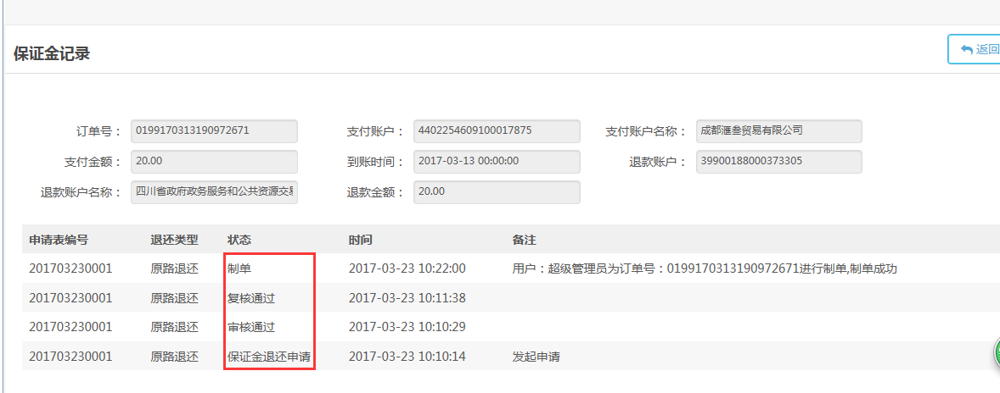 保证金记录
返回
订单号： 0199170313190972671 支付账户： 4402254609100017875 支付账户名称： 成都滙叁贸易有限公司
支付金额： 20.00 到账时间： 2017-03-13 00:00:00 退款账户： 39900188000373305
退款账户名称： 四川省政府政务服务和公共资源交易 退款金额： 20.00
申请表编号 退还类型 状态 时间 备注
201703230001 原路退还 制单 2017-03-23 10:22:00 用户：超级管理员为订单号：0199170313190972671进行制单,制单成功
201703230001 原路退还 复核通过 2017-03-23 10:11:38
201703230001 原路退还 审核通过 2017-03-23 10:10:29
201703230001 原路退还 保证金退还申请 2017-03-23 10:10:14 发起申请